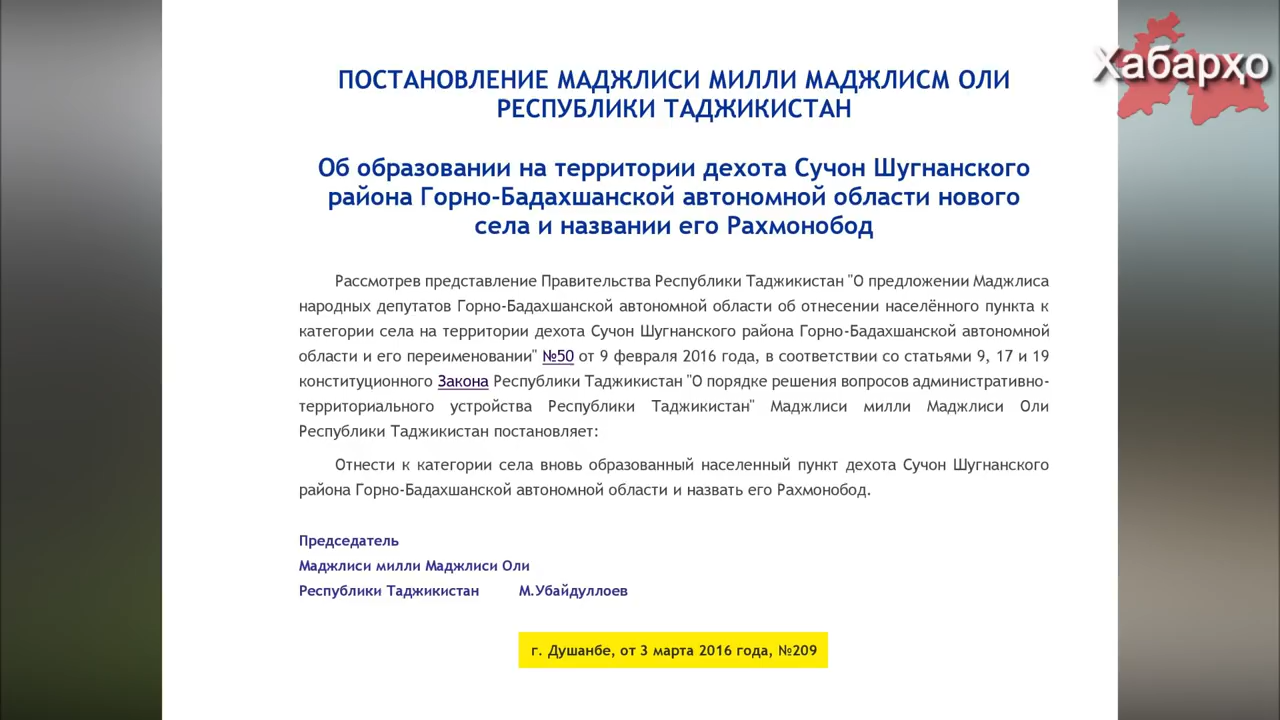 Хабарҳо
ПОСТАНОВЛЕНИЕ МАДЖЛИСИ МИЛЛИ МАДЖЛИСМ ОЛИ
РЕСПУБЛИКИ ТАДЖИКИСТАН
Об образовании на территории дехота Сучон Шугнанского
района Горно-Бадахшанской автономной области нового
села и названии его Рахмонобод
Рассмотрев представление Правительства Республики Таджикистан "О предложении Маджлиса
народных депутатов Горно-Бадахшанской автономной области об отнесении населённого пункта к
категории села на территории дехота Сучон Шугнанского района Горно-Бадахшанской автономной
области и его переименовании" №50 от 9 февраля 2016 года, в соответствии со статьями 9, 17 и 19
конституционного Закона Республики Таджикистан "О порядке решения вопросов административно-
территориального устройства Республики Таджикистан" Маджлиси милли Маджлиси Оли
Республики Таджикистан постановляет:
Отнести к категории села вновь образованный населенный пункт дехота Сучон Шугнанского
района Горно-Бадахшанской автономной области и назвать его Рахмонобод.
Председатель
Маджлиси милли Маджлиси Оли
Республики Таджикистан М.Убайдуллоев
г. Душанбе, от 3 марта 2016 года, №209